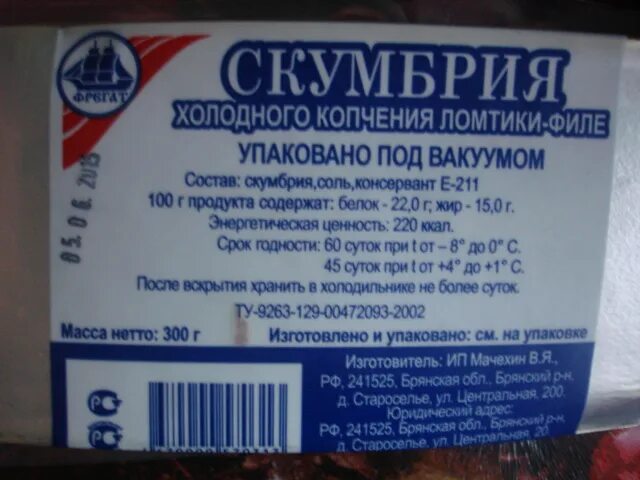 ФРЕГАТ
СКУМБРИЯ
ХОЛОДНОГО КОПЧЕНИЯ ЛОМТИКИ-ФИЛЕ
УПАКОВАНО ПОД ВАКУУМОМ
Состав: скумбрия,соль,консервант Е-211
100 г продукта содержат: белок - 22,0 г; жир - 15,0 г.
Энергетическая ценность: 220 ккал.
Срок годности: 60 суток при t от – 8° до 0° С.
45 суток при t от +4° до +1° С.
После вскрытия хранить в холодильнике не более суток.
ТУ-9263-129-00472093-2002
05.06 2015
Масса нетто: 300 г
Изготовлено и упаковано: см. на упаковке
Изготовитель: ИП Мачехин В.Я.,
РФ, 241525, Брянская обл., Брянский р-н,
д. Староселье, ул. Центральная, 200.
Юридический адрес:
РФ, 241525, Брянская обл., Брянский р-н,
д. Староселье, ул. Центральная, 20.